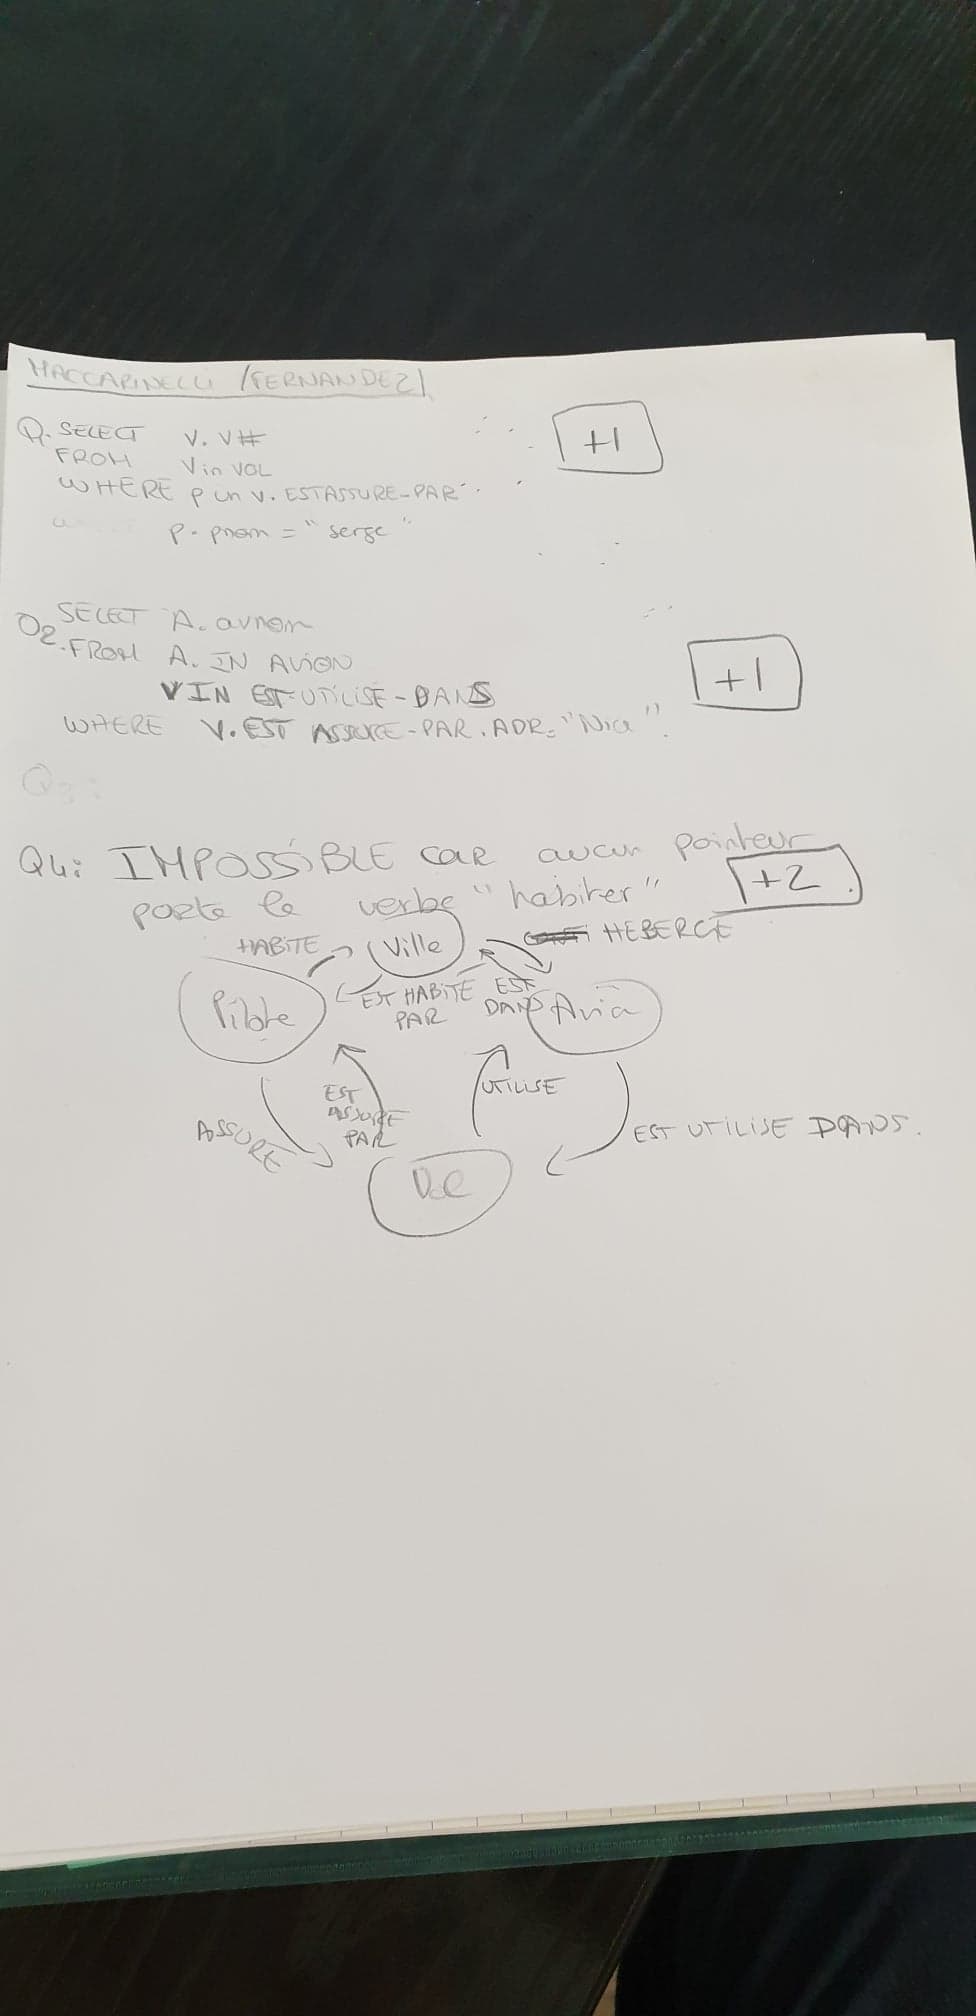 MACCARINELLI / FERNANDEZ
Q. SELECT V. V#
FROM V in VOL
WHERE p in V. ESTASSURE-PAR
p. pnom = "serge"
+1
Q2. SELECT A. avnom
FROM A. IN AVION
V IN EST-UTILISE-DANS
WHERE V. EST ASSURE-PAR. ADR = "Nice".
+1
Q3:
Q4: IMPOSSIBLE CAR aucun pointeur
porte le verbe "habiter"
+2
HABITE Ville HEBERGE
Pilote EST HABITE PAR EST DANS Avion
ASSURE EST ASSURE PAR UTILISE EST UTILISE DANS.
Vol